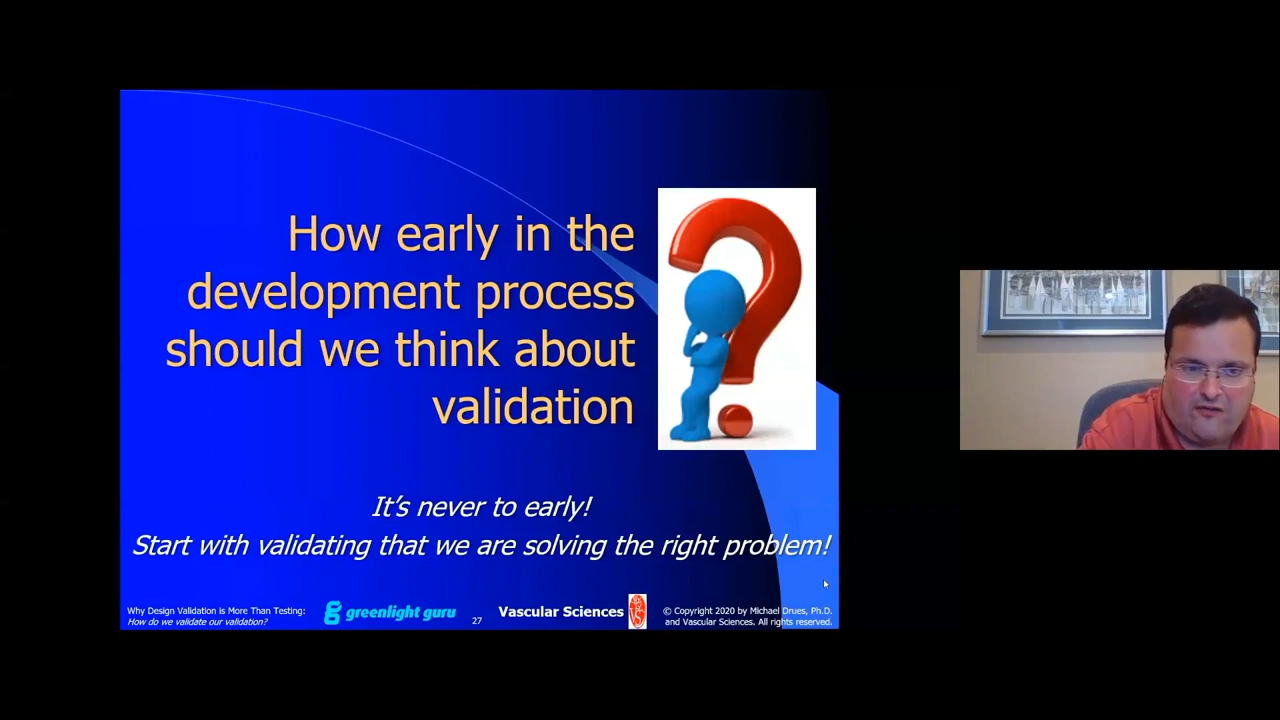 How early in the
development process
should we think about
validation
It's never to early!
Start with validating that we are solving the right problem!
Why Design Validation is More Than Testing:
How do we validate our validation?
greenlight guru
27
Vascular Sciences
© Copyright 2020 by Michael Drues, Ph.D.
and Vascular Sciences. All rights reserved.